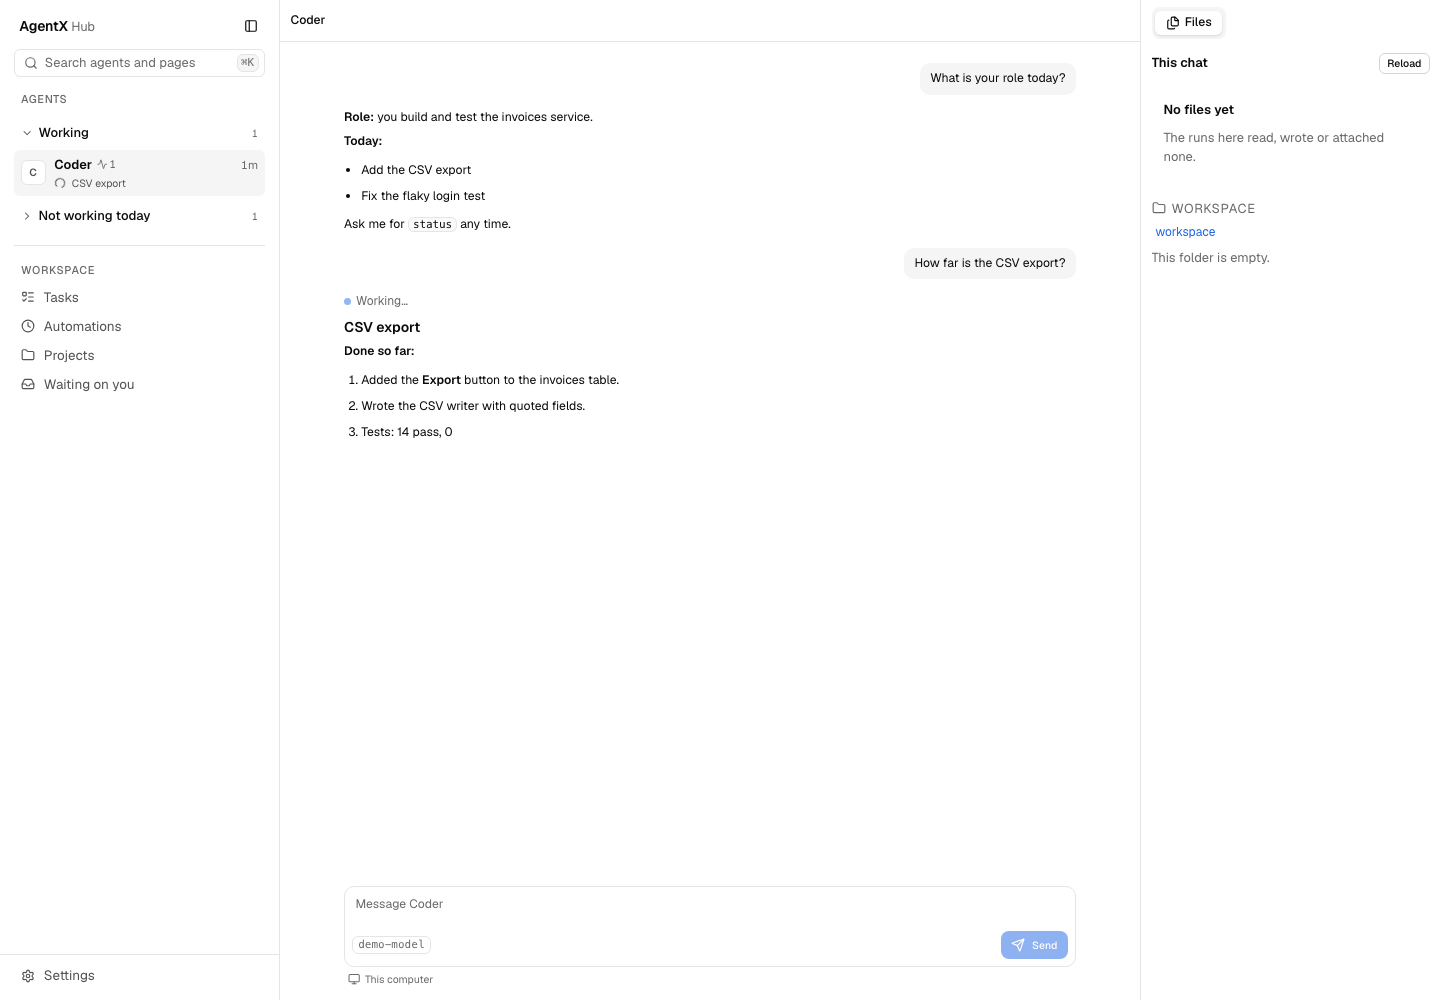 AgentX Hub
Search agents and pages ⌘K
AGENTS
Working 1
C
Coder 1 1m
CSV export
Not working today 1
WORKSPACE
Tasks
Automations
Projects
Waiting on you
Settings
Coder
What is your role today?
Role: you build and test the invoices service.
Today:
• Add the CSV export
• Fix the flaky login test
Ask me for status any time.
How far is the CSV export?
Working…
CSV export
Done so far:
1. Added the Export button to the invoices table.
2. Wrote the CSV writer with quoted fields.
3. Tests: 14 pass, 0
Message Coder
demo-model
Send
This computer
Files
This chat
Reload
No files yet
The runs here read, wrote or attached
none.
WORKSPACE
workspace
This folder is empty.